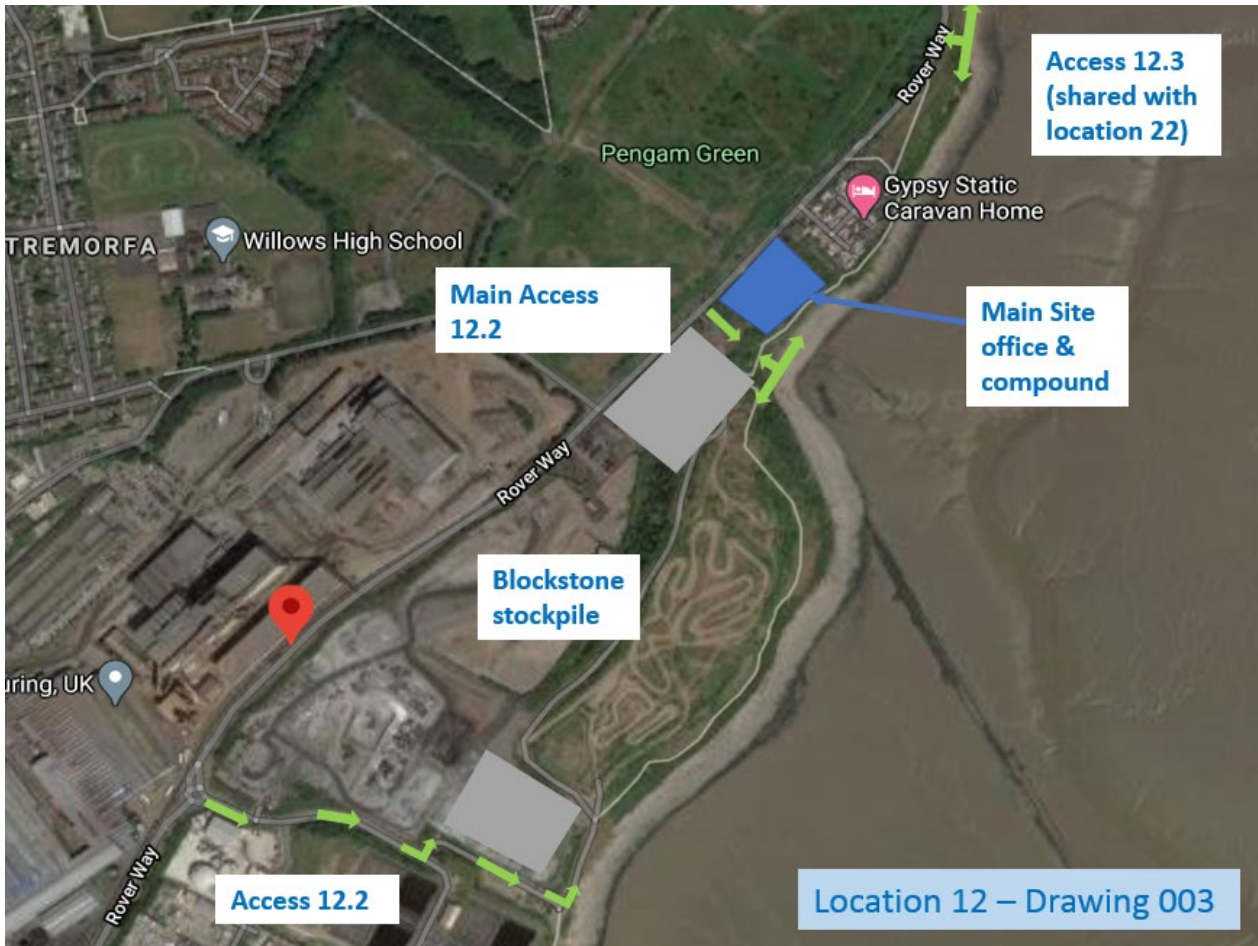 Rover Way
Access 12.3
(shared with
location 22)
Pengam Green
Gypsy Static
Caravan Home
TREMORFA
Willows High School
Main Access
12.2
Main Site
office &
compound
Rover Way
Blockstone
stockpile
uring, UK
Rover Way
Access 12.2
Location 12 – Drawing 003